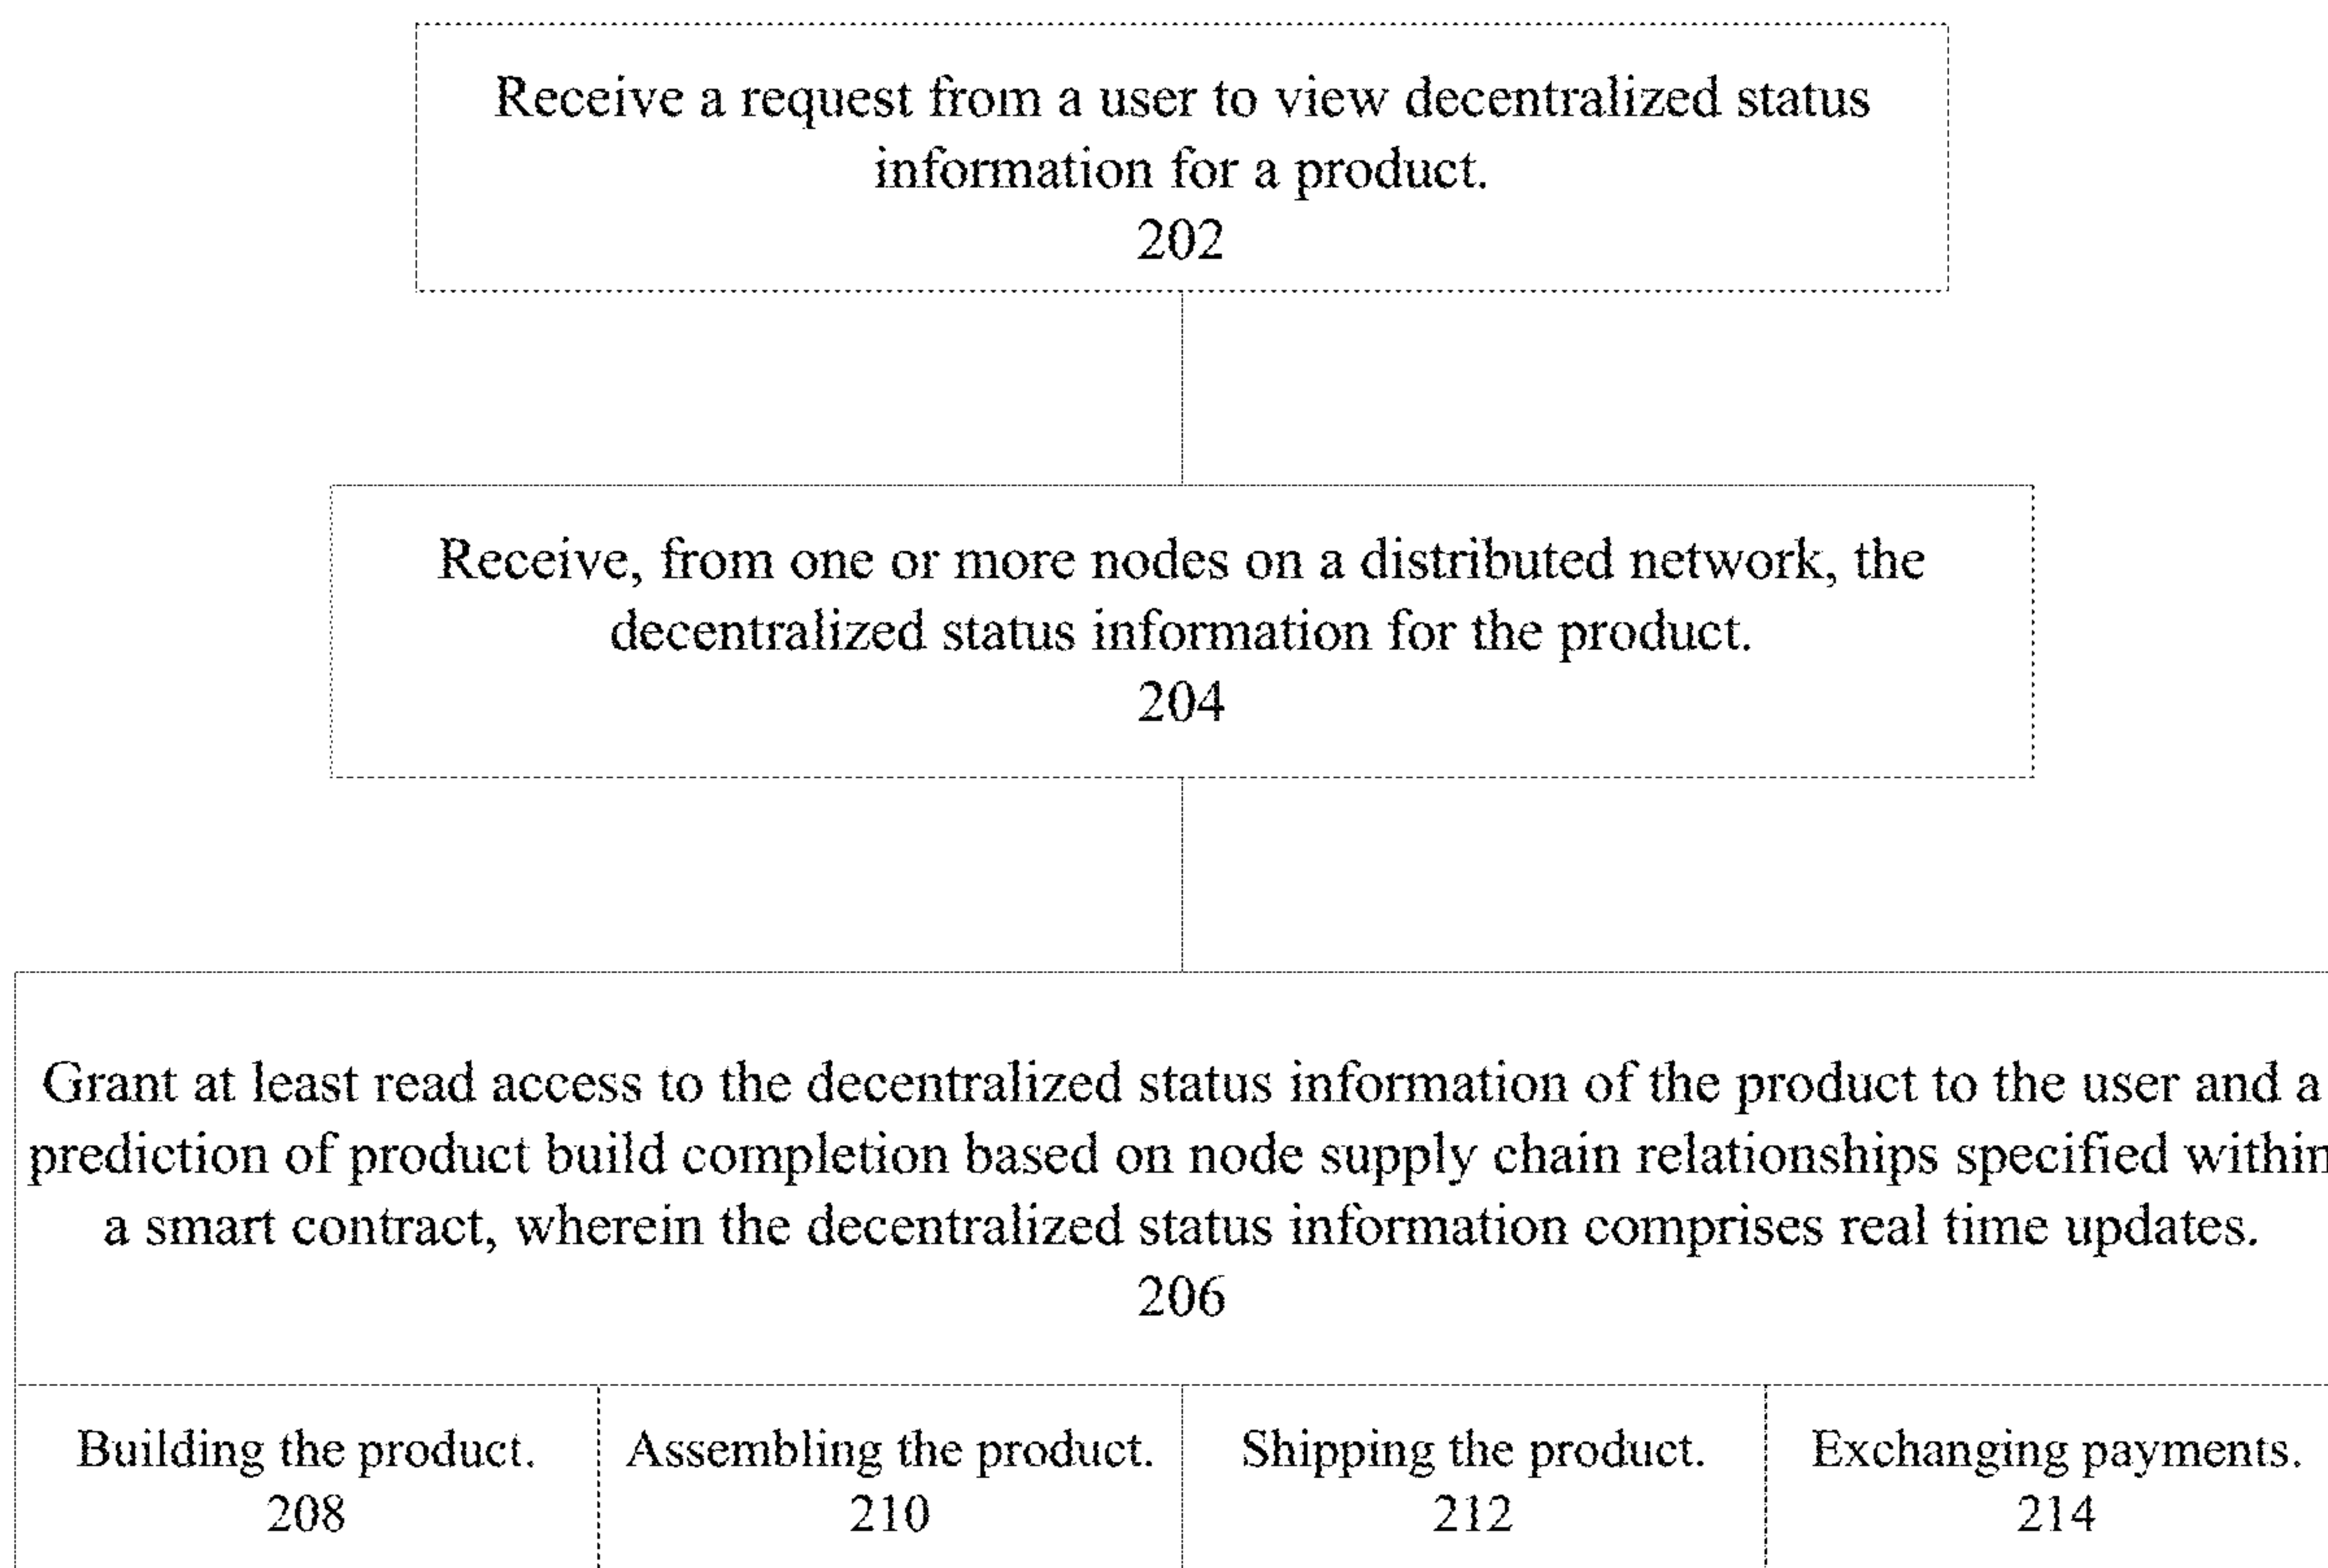 Receive a request from a user to view decentralized status
information for a product.
202
Receive, from one or more nodes on a distributed network, the
decentralized status information for the product.
204
Grant at least read access to the decentralized status information of the product to the user and a
prediction of product build completion based on node supply chain relationships specified within
a smart contract, wherein the decentralized status information comprises real time updates.
206
Building the product.
208
Assembling the product.
210
Shipping the product.
212
Exchanging payments.
214